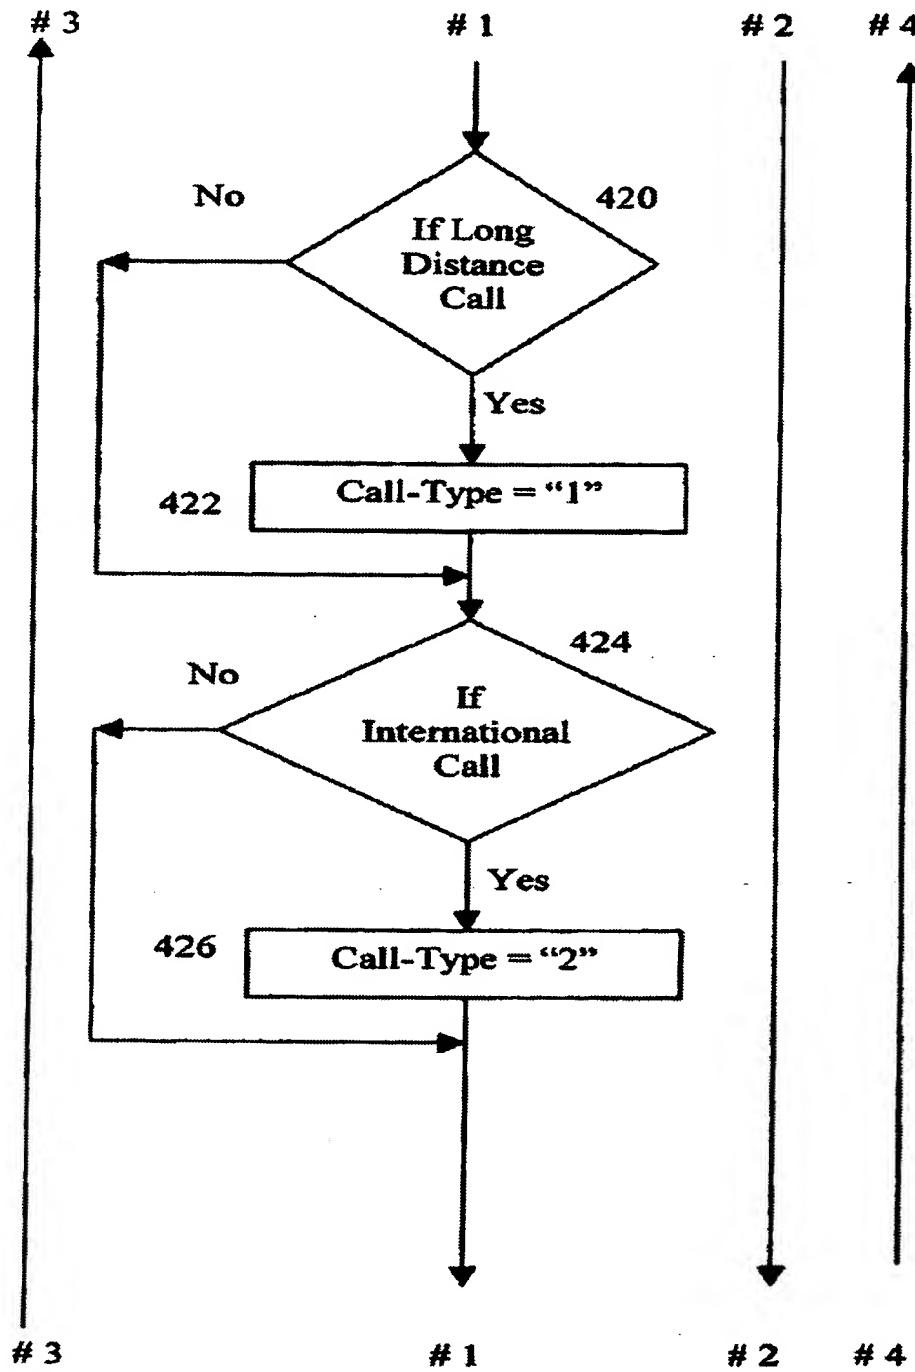 # 3 # 1 # 2 # 4
No
420
If Long
Distance
Call
Yes
422
Call-Type = “1”
424
No
If
International
Call
Yes
426
Call-Type = “2”
# 3 # 1 # 2 # 4